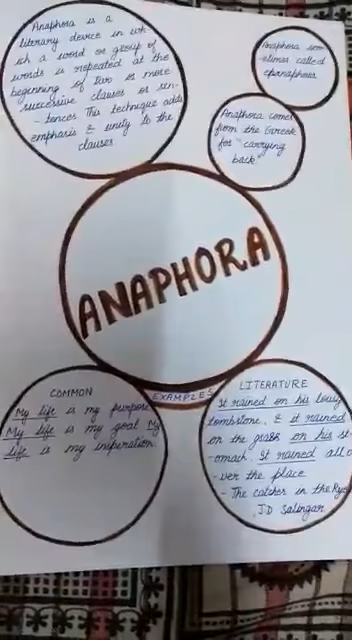 Anaphora is a
literary device in wh
ich a word or group of
words is repeated at the
beginning of two or more
successive clauses or sen-
-tences. This technique adds
emphasis & unity to the
clauses
Anaphora som
etimes called
epanaphora
Anaphora comes
from the Greek
for "carrying
back"
ANAPHORA
EXAMPLES
COMMON
My life is my purpose
My life is my goal My
life is my inspiration
LITERATURE
It rained on his lousy
tombstone, & it rained
on the grass on his st
-omach. It rained all o
-ver the place
- The catcher in the Rye
, JD Salinger